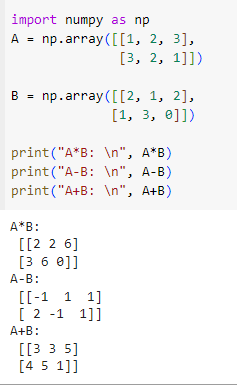 import numpy as np
A = np.array([[1, 2, 3],
              [3, 2, 1]])

B = np.array([[2, 1, 2],
             [1, 3, 0]])

print("A*B: \n", A*B)
print("A-B: \n", A-B)
print("A+B: \n", A+B)

A*B:
 [[2 2 6]
 [3 6 0]]
A-B:
 [[-1  1  1]
 [ 2 -1  1]]
A+B:
 [[3 3 5]
 [4 5 1]]